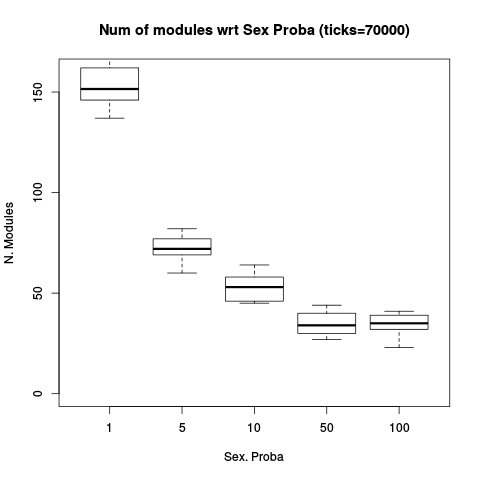 Num of modules wrt Sex Proba (ticks=70000)
N. Modules
150
100
50
0
1 5 10 50 100
Sex. Proba